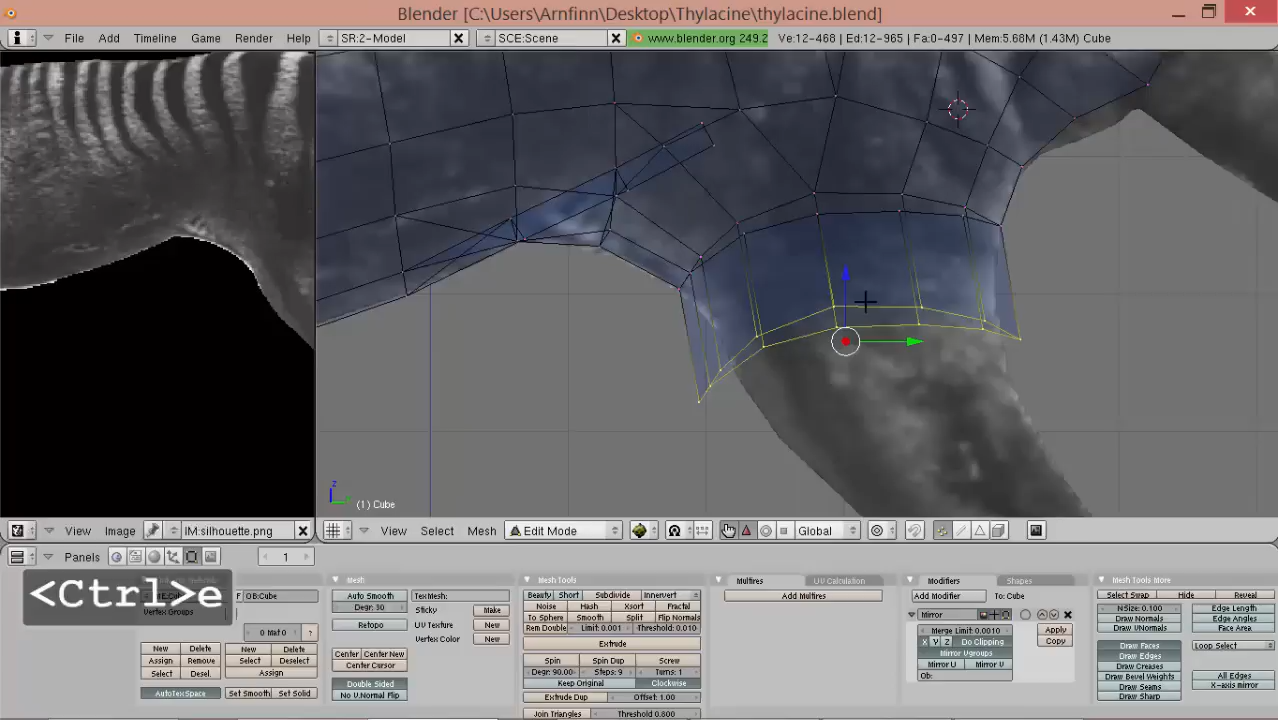 Blender [C:\Users\Arnfinn\Desktop\Thylacine\thylacine.blend]
File Add Timeline Game Render Help SR:2-Model SCE:Scene www.blender.org 249.2 Ve:12-468 | Ed:12-965 | Fa:0-497 | Mem:5.68M (1.43M) Cube
z
(1) Cube
View Image IM:silhouette.png View Select Mesh Edit Mode Global
Panels 1
<Ctrl>e
F OB:Cube
Vertex Groups
0 Mat 0 ?
New Delete New Delete
Assign Remove Select Deselect
Select Desel. Assign
AutoTexSpace Set Smooth Set Solid
Mesh
Auto Smooth TexMesh:
Degr: 30 Sticky Make
Retopo UV Texture New
Vertex Color New
Center Center New
Center Cursor
Double Sided
No V.Normal Flip
Mesh Tools
Beauty Short Subdivide Innervert
Noise Hash Xsort Fractal
To Sphere Smooth Split Flip Normals
Rem Double Limit: 0.001 Threshold: 0.010
Extrude
Spin Spin Dup Screw
Degr: 90.00 Steps: 9 Turns: 1
Keep Original Clockwise
Extrude Dup Offset: 1.00
Join Triangles Threshold 0.800
Multires UV Calculation
Add Multires
Modifiers Shapes
Add Modifier To: Cube
Mirror
Merge Limit: 0.0010 Apply
X Y Z Do Clipping Copy
Mirror Vgroups
Mirror U Mirror V
Ob:
Mesh Tools More
Select Swap Hide Reveal
NSize: 0.100 Edge Length
Draw Normals Edge Angles
Draw VNormals Face Area
Draw Faces Loop Select
Draw Edges
Draw Creases
Draw Bevel Weights All Edges
Draw Seams X-axis mirror
Draw Sharp